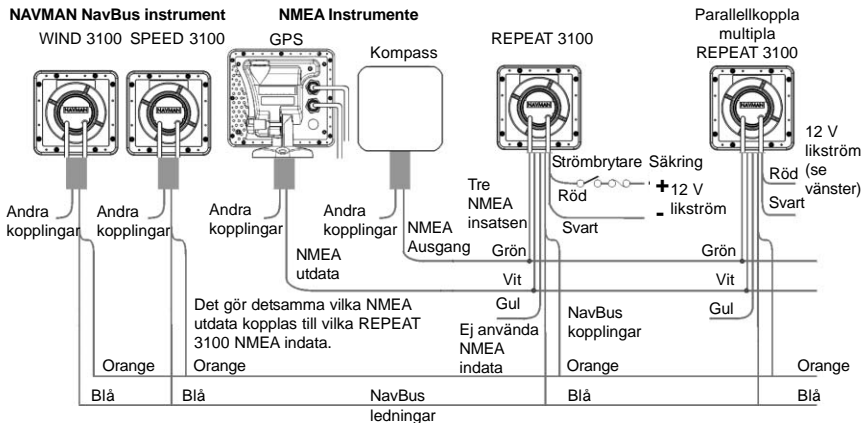 NAVMAN NavBus instrument
NMEA Instrumente
WIND 3100
SPEED 3100
GPS
Kompass
REPEAT 3100
Parallellkoppla
multipla
REPEAT 3100
NAVMAN
NAVMAN
NAVMAN
NAVMAN
Andra
kopplingar
Andra
kopplingar
Andra
kopplingar
Andra
kopplingar
NMEA
utdata
NMEA
Ausgang
Tre
NMEA
insatsen
Strömbrytare
Säkring
Röd
+
12 V
likström
-
Svart
12 V
likström
(se
vänster)
Röd
Svart
Grön
Grön
Vit
Vit
Gul
Gul
Det gör detsamma vilka NMEA
utdata kopplas till vilka REPEAT
3100 NMEA indata.
Ej använda
NMEA
indata
NavBus
kopplingar
Orange
Orange
Orange
Orange
Blå
Blå
NavBus
ledningar
Blå
Blå